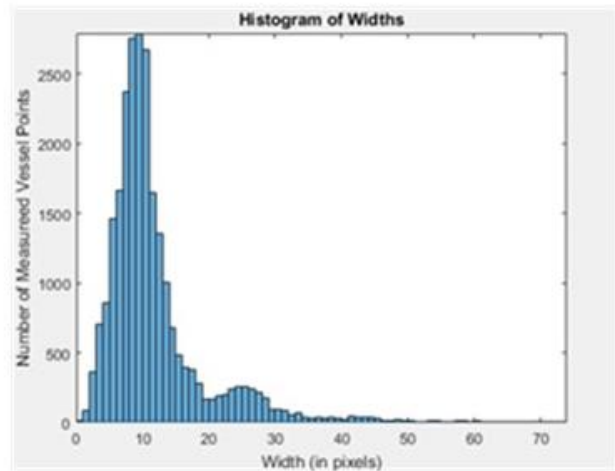 Histogram of Widths
Number of Measureed Vessel Points
2500
2000
1500
1000
500
0
0 10 20 30 40 50 60 70
Width (in pixels)